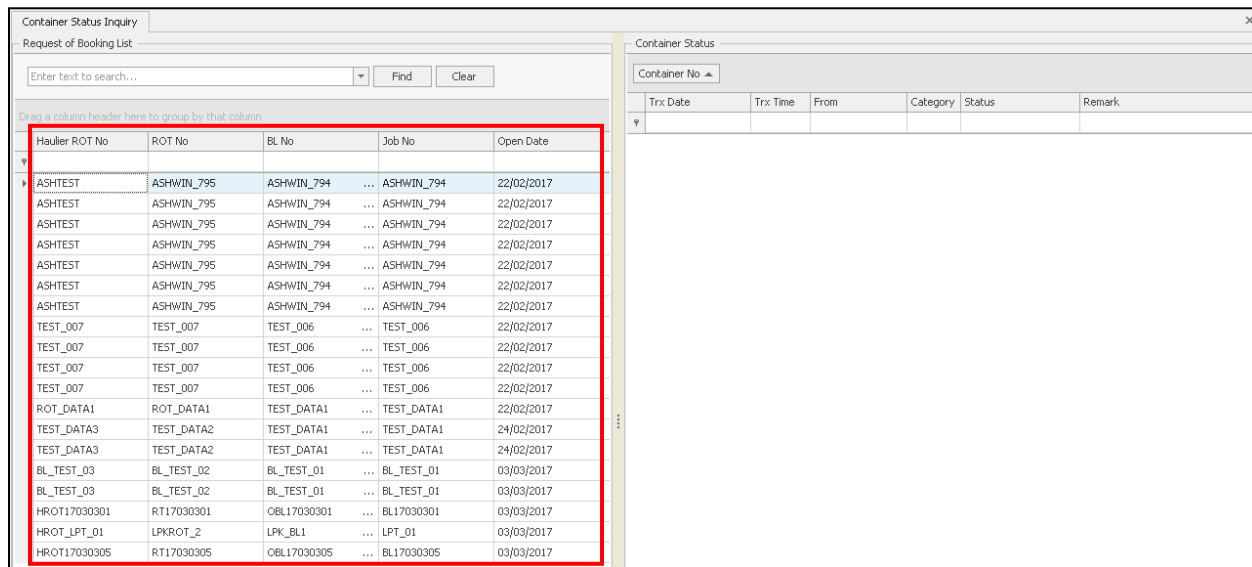 Container Status Inquiry
Request of Booking List
Enter text to search...
Find
Clear
Drag a column header here to group by that column
Haulier ROT No ROT No BL No Job No Open Date
ASHTEST ASHWIN_795 ASHWIN_794 ... ASHWIN_794 22/02/2017
ASHTEST ASHWIN_795 ASHWIN_794 ... ASHWIN_794 22/02/2017
ASHTEST ASHWIN_795 ASHWIN_794 ... ASHWIN_794 22/02/2017
ASHTEST ASHWIN_795 ASHWIN_794 ... ASHWIN_794 22/02/2017
ASHTEST ASHWIN_795 ASHWIN_794 ... ASHWIN_794 22/02/2017
ASHTEST ASHWIN_795 ASHWIN_794 ... ASHWIN_794 22/02/2017
ASHTEST ASHWIN_795 ASHWIN_794 ... ASHWIN_794 22/02/2017
TEST_007 TEST_007 TEST_006 ... TEST_006 22/02/2017
TEST_007 TEST_007 TEST_006 ... TEST_006 22/02/2017
TEST_007 TEST_007 TEST_006 ... TEST_006 22/02/2017
TEST_007 TEST_007 TEST_006 ... TEST_006 22/02/2017
ROT_DATA1 ROT_DATA1 TEST_DATA1 ... TEST_DATA1 22/02/2017
TEST_DATA3 TEST_DATA2 TEST_DATA1 ... TEST_DATA1 24/02/2017
TEST_DATA3 TEST_DATA2 TEST_DATA1 ... TEST_DATA1 24/02/2017
BL_TEST_03 BL_TEST_02 BL_TEST_01 ... BL_TEST_01 03/03/2017
BL_TEST_03 BL_TEST_02 BL_TEST_01 ... BL_TEST_01 03/03/2017
HROT17030301 RT17030301 OBL17030301 ... BL17030301 03/03/2017
HROT_LPT_01 LPKROT_2 LPK_BL1 ... LPT_01 03/03/2017
HROT17030305 RT17030305 OBL17030305 ... BL17030305 03/03/2017
Container Status
Container No
Trx Date Trx Time From Category Status Remark